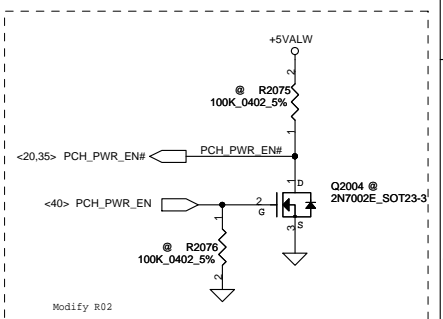 +5VALW
2
@ R2075
100K_0402_5%
1
<20,35> PCH_PWR_EN#
PCH_PWR_EN#
1
D
Q2004 @
2N7002E_SOT23-3
<40> PCH_PWR_EN
2
G
S
3
1
@ R2076
100K_0402_5%
2
Modify R02